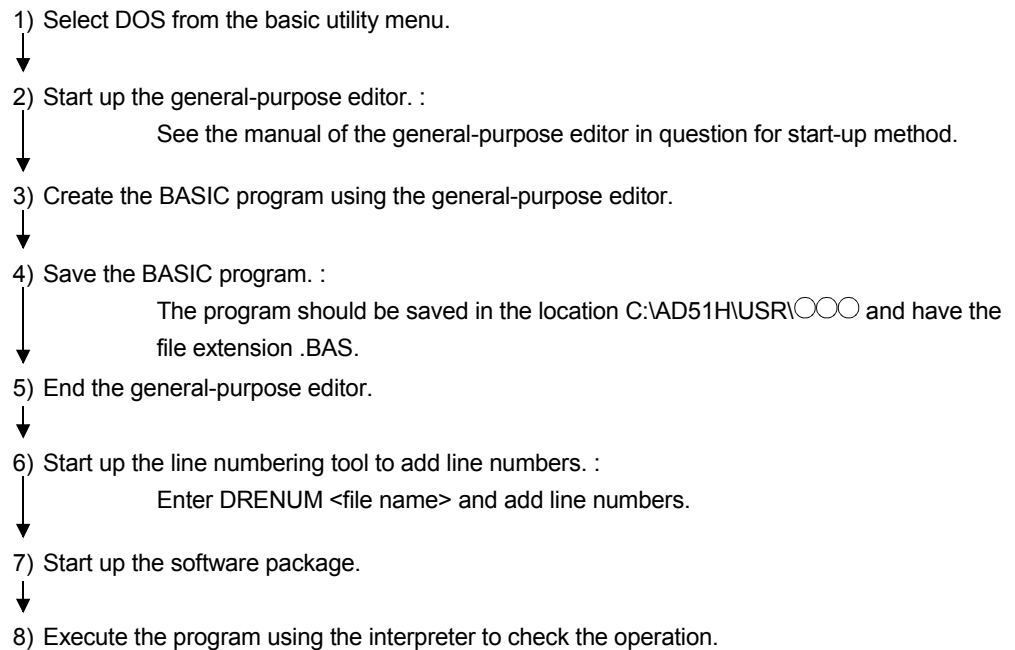 1) Select DOS from the basic utility menu.
2) Start up the general-purpose editor. :
See the manual of the general-purpose editor in question for start-up method.
3) Create the BASIC program using the general-purpose editor.
4) Save the BASIC program. :
The program should be saved in the location C:\AD51H\USR\○○○ and have the
file extension .BAS.
5) End the general-purpose editor.
6) Start up the line numbering tool to add line numbers. :
Enter DRENUM <file name> and add line numbers.
7) Start up the software package.
8) Execute the program using the interpreter to check the operation.